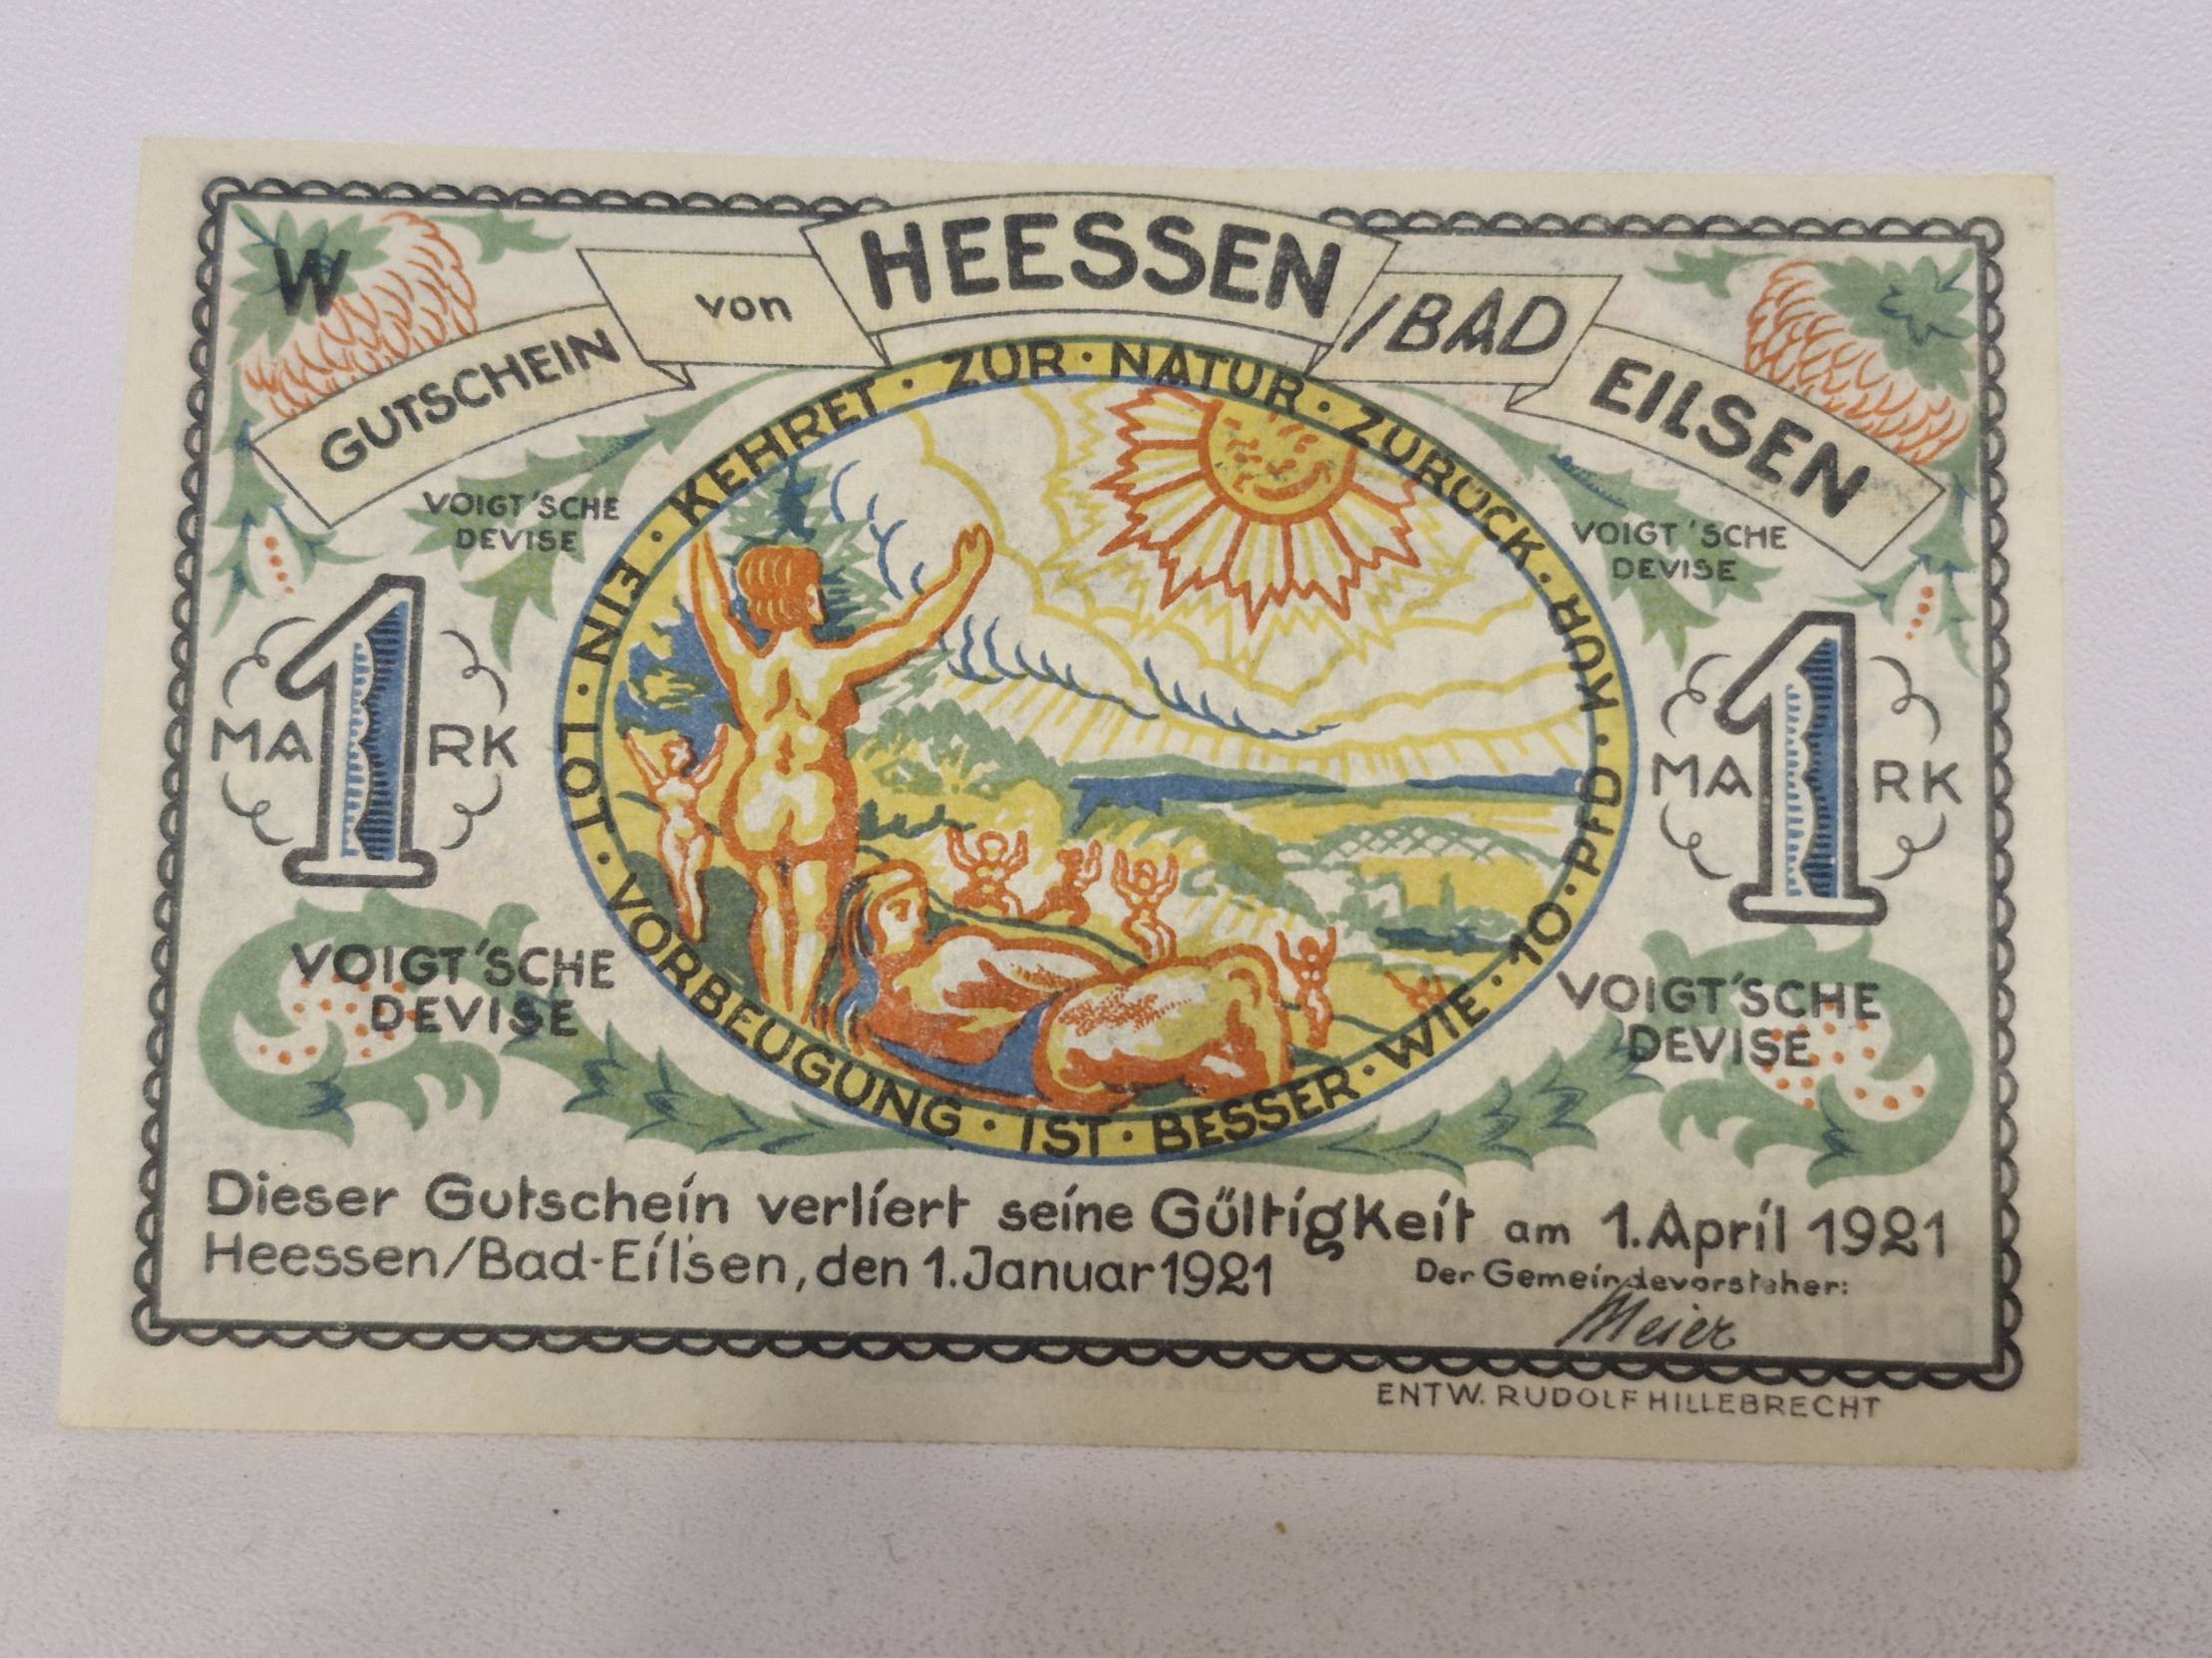 W
GUTSCHEIN von HEESSEN /BAD EILSEN
VOIGT'SCHE
DEVISE
VOIGT'SCHE
DEVISE
KEHRET · ZUR · NATUR · ZURÜCK · EIN · LOT · VORBEUGUNG · IST · BESSER · WIE · 10 · PFD · KUR
MA 1 RK
MA 1 RK
VOIGT'SCHE
DEVISE
VOIGT'SCHE
DEVISE
Dieser Gutschein verliert seine Gültigkeit am 1. April 1921
Heessen/Bad-Eilsen, den 1. Januar 1921
Der Gemeindevorsteher:
Meier
ENTW. RUDOLF HILLEBRECHT